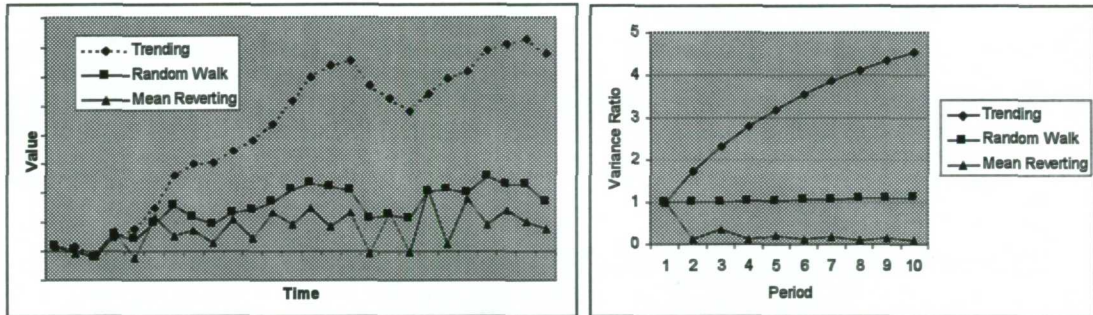 Trending
Random Walk
Mean Reverting
Value
Time
5
4
3
2
1
0
Variance Ratio
1 2 3 4 5 6 7 8 9 10
Period
Trending
Random Walk
Mean Reverting